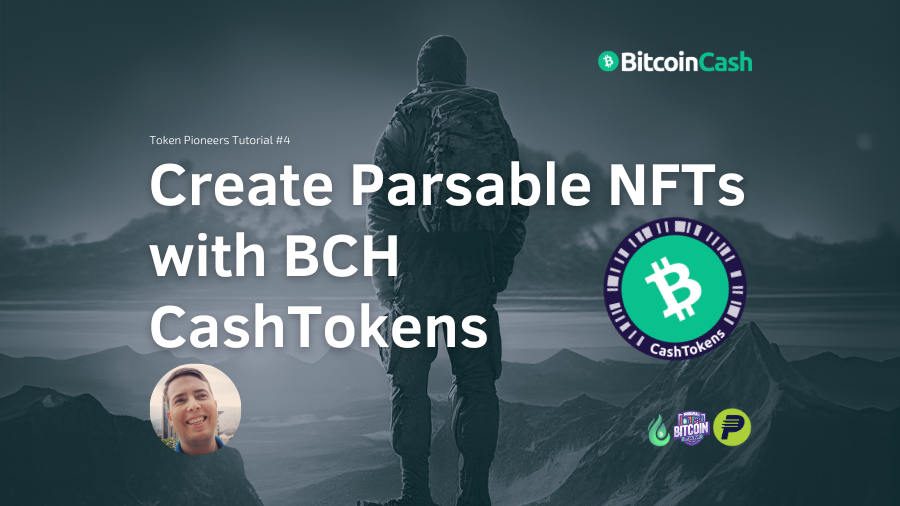 BitcoinCash
Token Pioneers Tutorial #4
Create Parsable NFTs
with BCH
CashTokens
CashTokens
BITCOIN